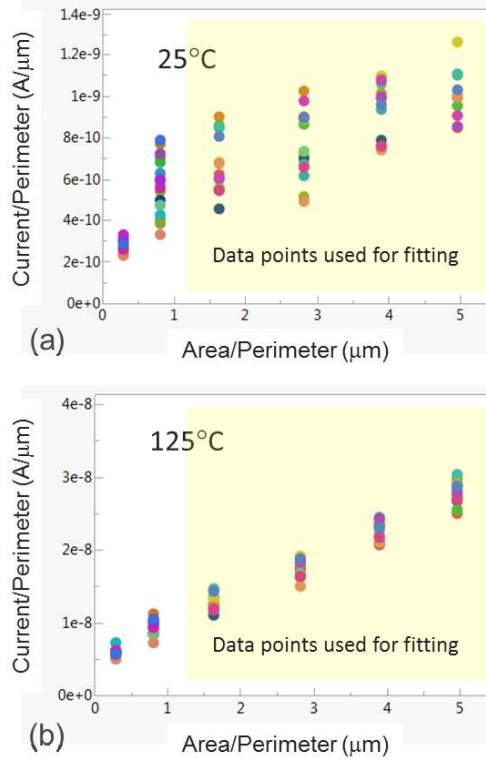 1.4e-9
25°C
1.2e-9
1e-9
8e-10
6e-10
4e-10
2e-10
0e+0
Current/Perimeter (A/μm)
Data points used for fitting
0 1 2 3 4 5
(a)
Area/Perimeter (μm)
4e-8
125°C
3e-8
2e-8
1e-8
0e+0
Current/Perimeter (A/μm)
Data points used for fitting
0 1 2 3 4 5
(b)
Area/Perimeter (μm)